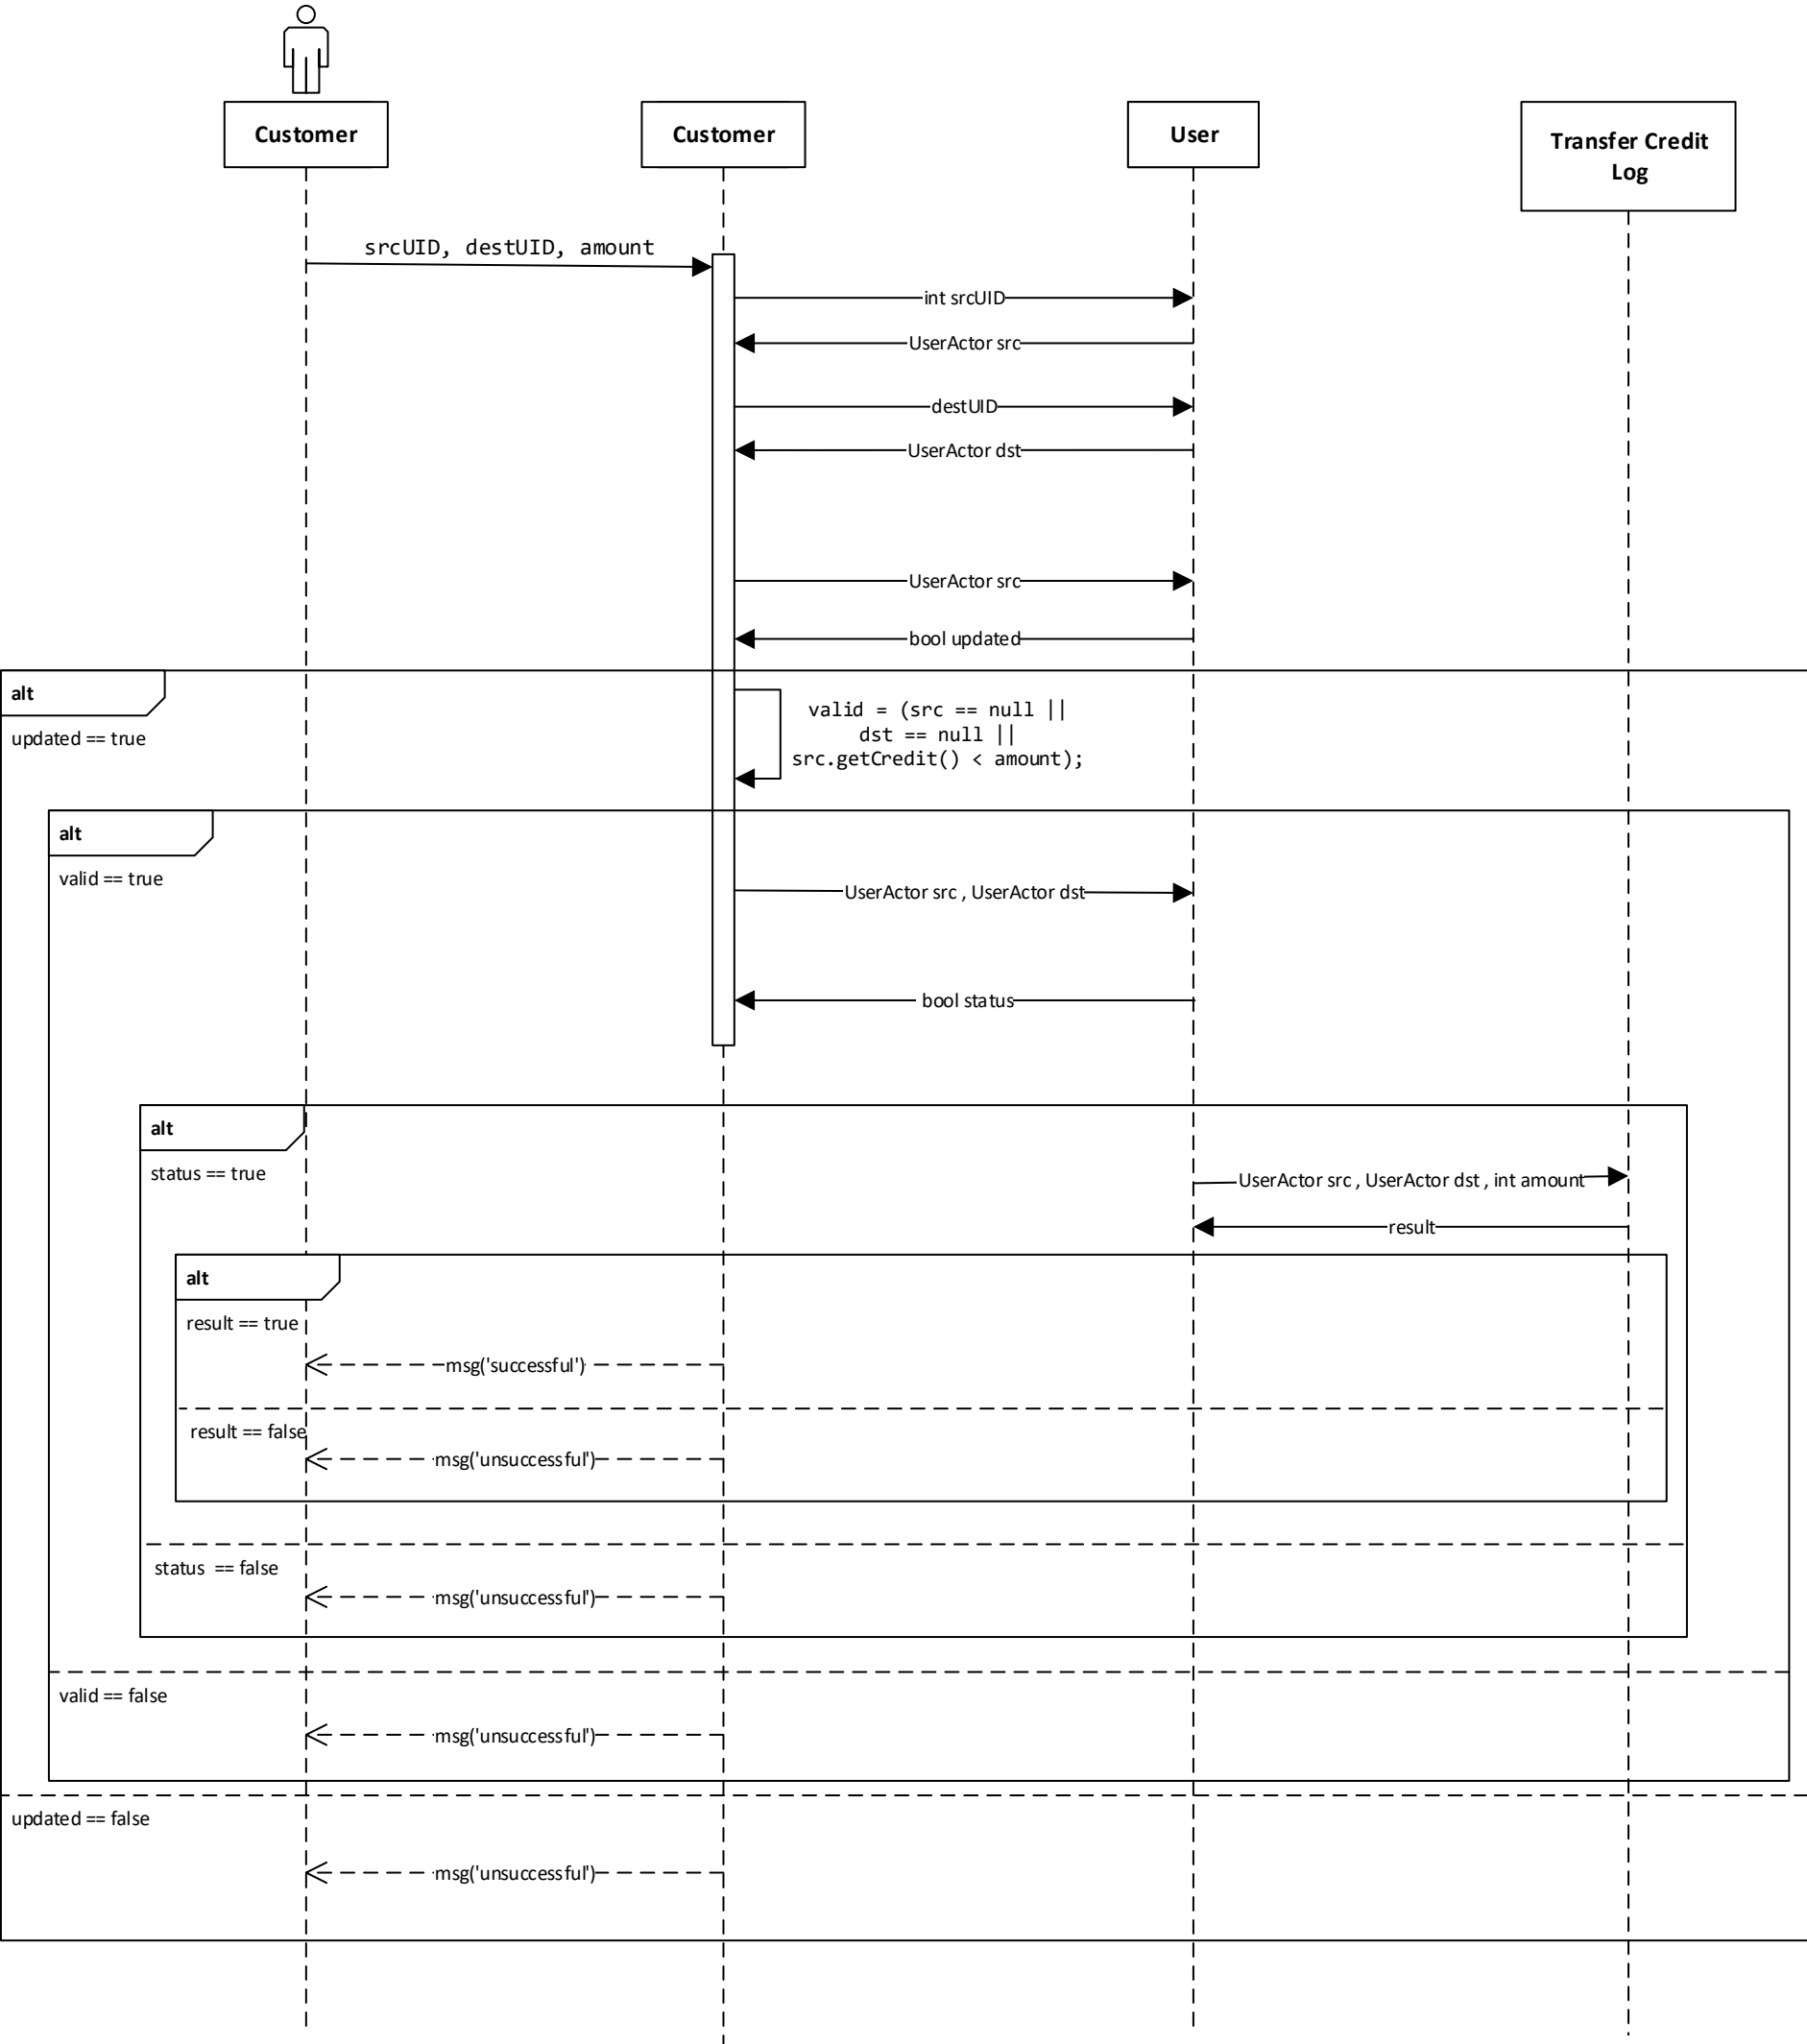 Customer
Customer
User
Transfer Credit
Log
srcUID, destUID, amount
int srcUID
UserActor src
destUID
UserActor dst
UserActor src
bool updated
alt
updated == true
valid = (src == null ||
dst == null ||
src.getCredit() < amount);
alt
valid == true
UserActor src , UserActor dst
bool status
alt
status == true
UserActor src , UserActor dst , int amount
result
alt
result == true
msg('successful')
result == false
msg('unsuccessful')
status == false
msg('unsuccessful')
valid == false
msg('unsuccessful')
updated == false
msg('unsuccessful')